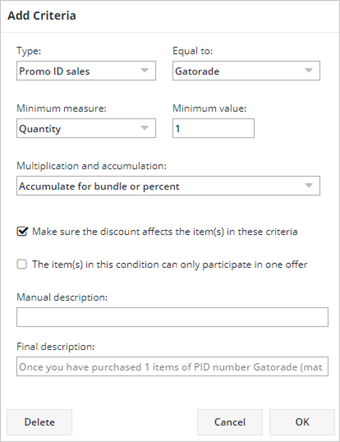 Add Criteria
Type: Equal to:
Promo ID sales Gatorade
Minimum measure: Minimum value:
Quantity 1
Multiplication and accumulation:
Accumulate for bundle or percent
Make sure the discount affects the item(s) in these criteria
The item(s) in this condition can only participate in one offer
Manual description:
Final description:
Once you have purchased 1 items of PID number Gatorade (mat
Delete Cancel OK